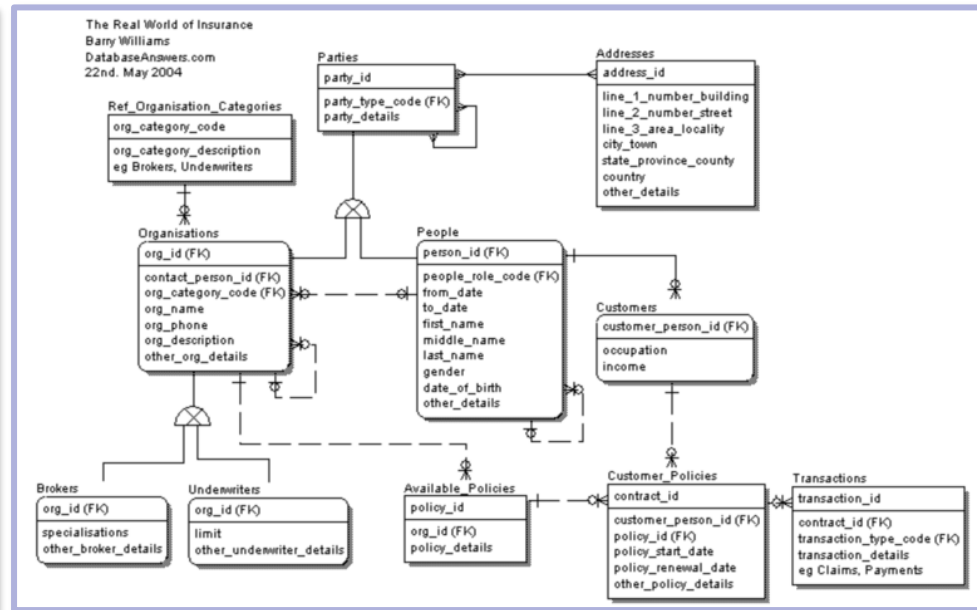 The Real World of Insurance
Barry Williams
DatabaseAnswers.com
22nd. May 2004
Parties
party_id
party_type_code (FK)
party_details
Addresses
address_id
line_1_number_building
line_2_number_street
line_3_area_locality
city_town
state_province_county
country
other_details
Ref_Organisation_Categories
org_category_code
org_category_description
eg Brokers, Underwriters
Organisations
org_id (FK)
contact_person_id (FK)
org_category_code (FK)
org_name
org_phone
org_description
other_org_details
People
person_id (FK)
people_role_code (FK)
from_date
to_date
first_name
middle_name
last_name
gender
date_of_birth
other_details
Customers
customer_person_id (FK)
occupation
income
Brokers
org_id (FK)
specialisations
other_broker_details
Underwriters
org_id (FK)
limit
other_underwriter_details
Available_Policies
policy_id
org_id (FK)
policy_details
Customer_Policies
contract_id
customer_person_id (FK)
policy_id (FK)
policy_start_date
policy_renewal_date
other_policy_details
Transactions
transaction_id
contract_id (FK)
transaction_type_code (FK)
transaction_details
eg Claims, Payments